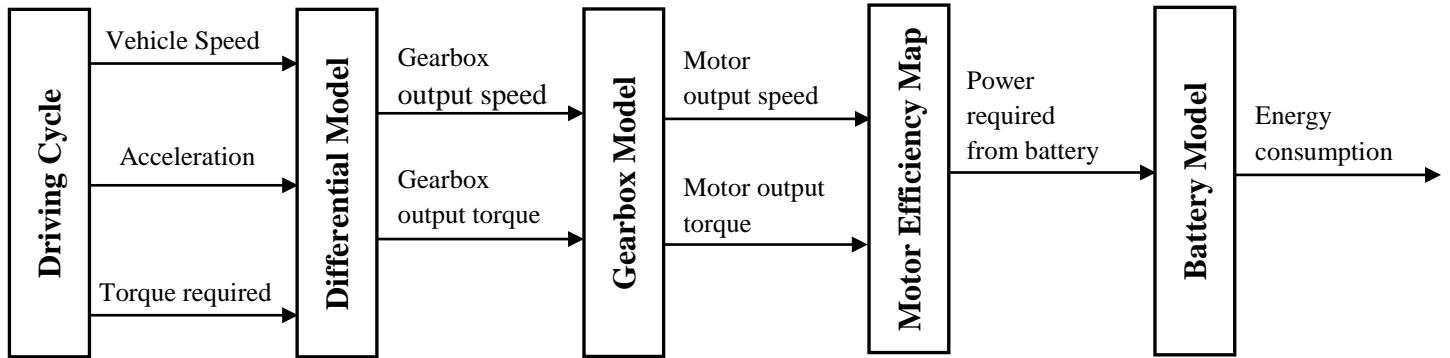 Driving Cycle
Vehicle Speed
Acceleration
Torque required
Differential Model
Gearbox
output speed
Gearbox
output torque
Gearbox Model
Motor
output speed
Motor output
torque
Motor Efficiency Map
Power
required
from battery
Battery Model
Energy
consumption